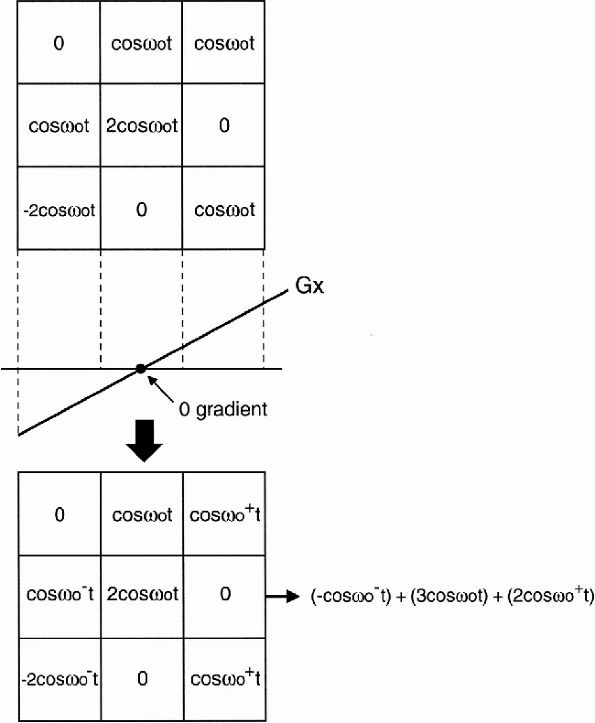 0 cosωot cosωot
cosωot 2cosωot 0
-2cosωot 0 cosωot
Gx
0 gradient
0 cosωot cosωo⁺t
cosωo⁻t 2cosωot 0
(-cosωo⁻t) + (3cosωot) + (2cosωo⁺t)
-2cosωo⁻t 0 cosωo⁺t